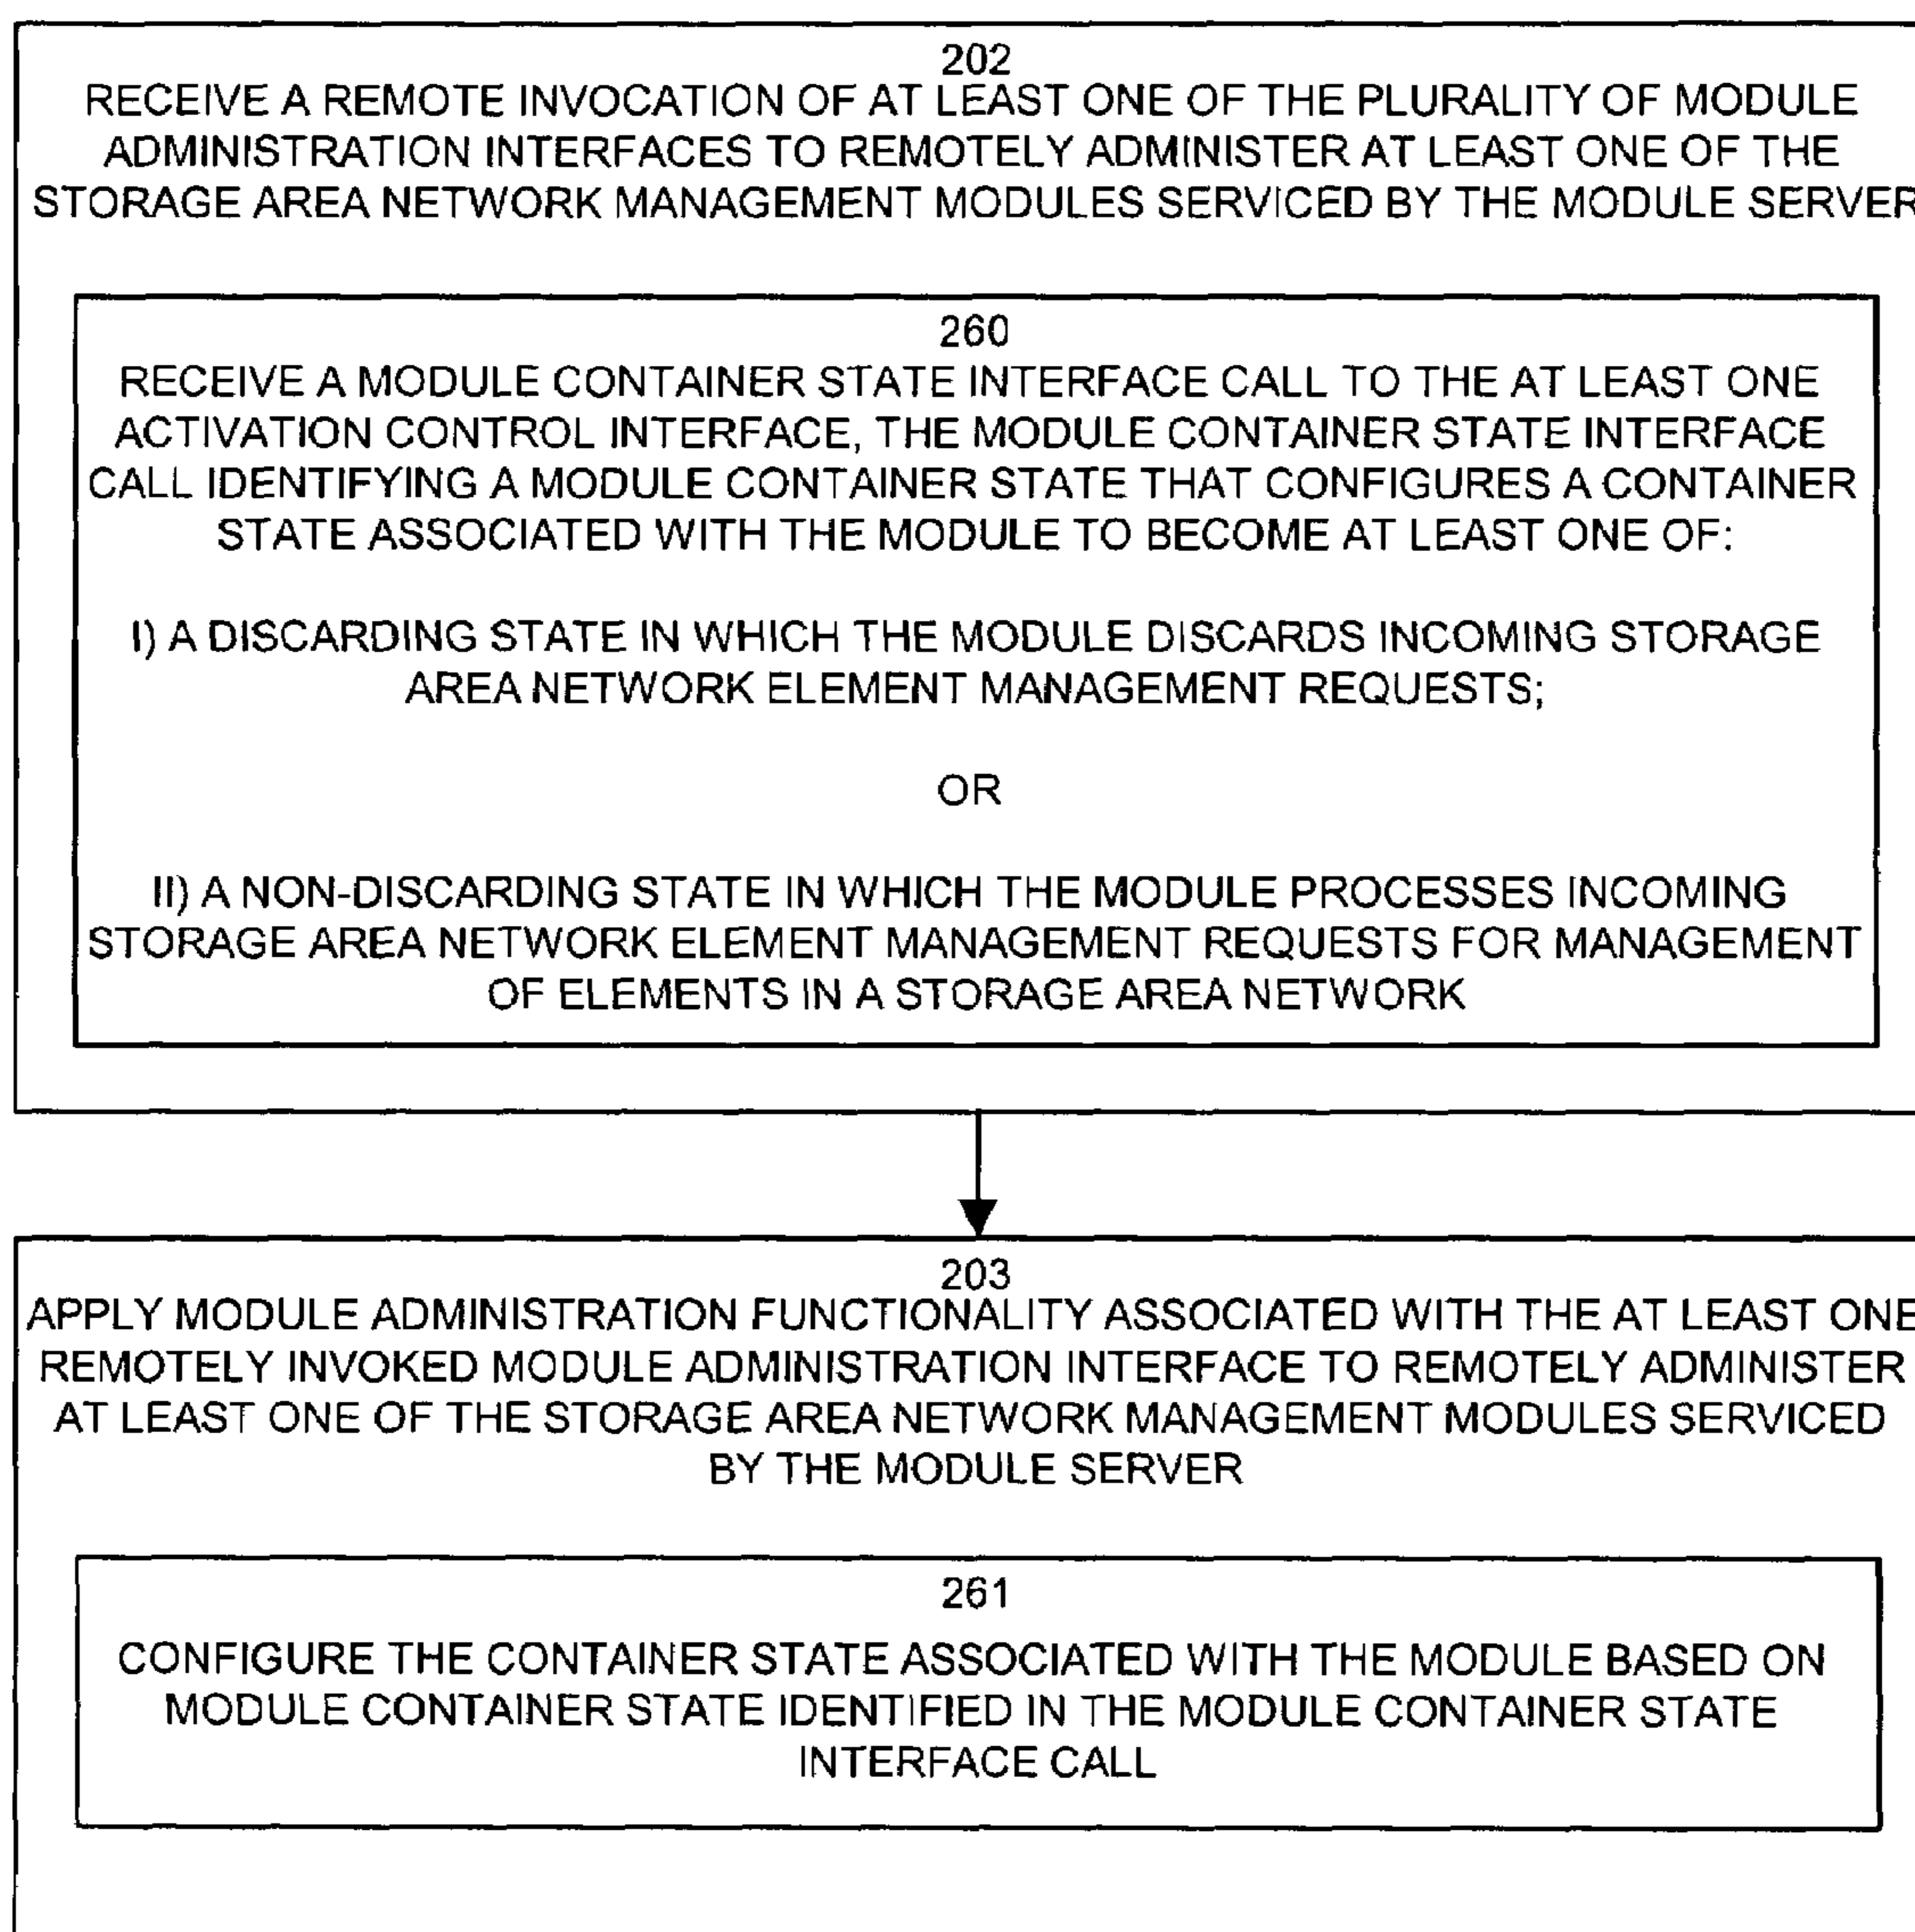 202
RECEIVE A REMOTE INVOCATION OF AT LEAST ONE OF THE PLURALITY OF MODULE
ADMINISTRATION INTERFACES TO REMOTELY ADMINISTER AT LEAST ONE OF THE
STORAGE AREA NETWORK MANAGEMENT MODULES SERVICED BY THE MODULE SERVER
260
RECEIVE A MODULE CONTAINER STATE INTERFACE CALL TO THE AT LEAST ONE
ACTIVATION CONTROL INTERFACE, THE MODULE CONTAINER STATE INTERFACE
CALL IDENTIFYING A MODULE CONTAINER STATE THAT CONFIGURES A CONTAINER
STATE ASSOCIATED WITH THE MODULE TO BECOME AT LEAST ONE OF:
I) A DISCARDING STATE IN WHICH THE MODULE DISCARDS INCOMING STORAGE
AREA NETWORK ELEMENT MANAGEMENT REQUESTS;
OR
II) A NON-DISCARDING STATE IN WHICH THE MODULE PROCESSES INCOMING
STORAGE AREA NETWORK ELEMENT MANAGEMENT REQUESTS FOR MANAGEMENT
OF ELEMENTS IN A STORAGE AREA NETWORK
203
APPLY MODULE ADMINISTRATION FUNCTIONALITY ASSOCIATED WITH THE AT LEAST ONE
REMOTELY INVOKED MODULE ADMINISTRATION INTERFACE TO REMOTELY ADMINISTER
AT LEAST ONE OF THE STORAGE AREA NETWORK MANAGEMENT MODULES SERVICED
BY THE MODULE SERVER
261
CONFIGURE THE CONTAINER STATE ASSOCIATED WITH THE MODULE BASED ON
MODULE CONTAINER STATE IDENTIFIED IN THE MODULE CONTAINER STATE
INTERFACE CALL